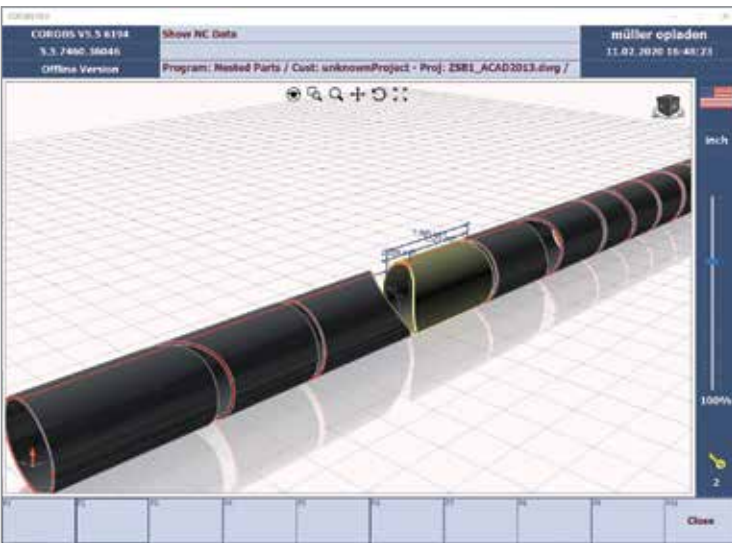 COROBS V5.5 6194
5.5.7460.36046
Offline Version
Show NC Data
Program: Nested Parts / Cust: unknownProject - Proj: ZSB1_ACAD2013.dwg /
müller opladen
11.02.2020 16:48:23
inch
100%
2
Close